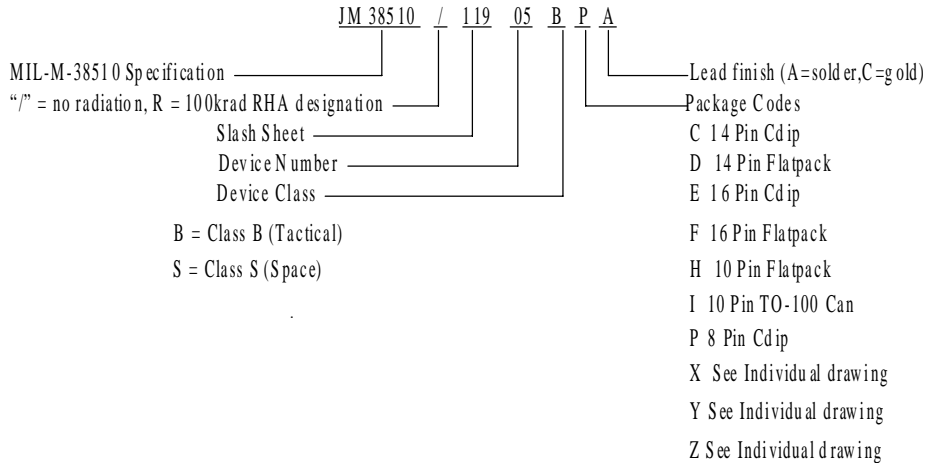 JM 38510 / 119 05 B P A
MIL-M-38510 Specification
Lead finish (A=solder,C=gold)
“/” = no radiation, R = 100krad RHA designation
Package Codes
Slash Sheet
C 14 Pin Cdip
Device Number
D 14 Pin Flatpack
Device Class
E 16 Pin Cdip
B = Class B (Tactical)
F 16 Pin Flatpack
S = Class S (Space)
H 10 Pin Flatpack
I 10 Pin TO-100 Can
P 8 Pin Cdip
X See Individual drawing
Y See Individual drawing
Z See Individual drawing